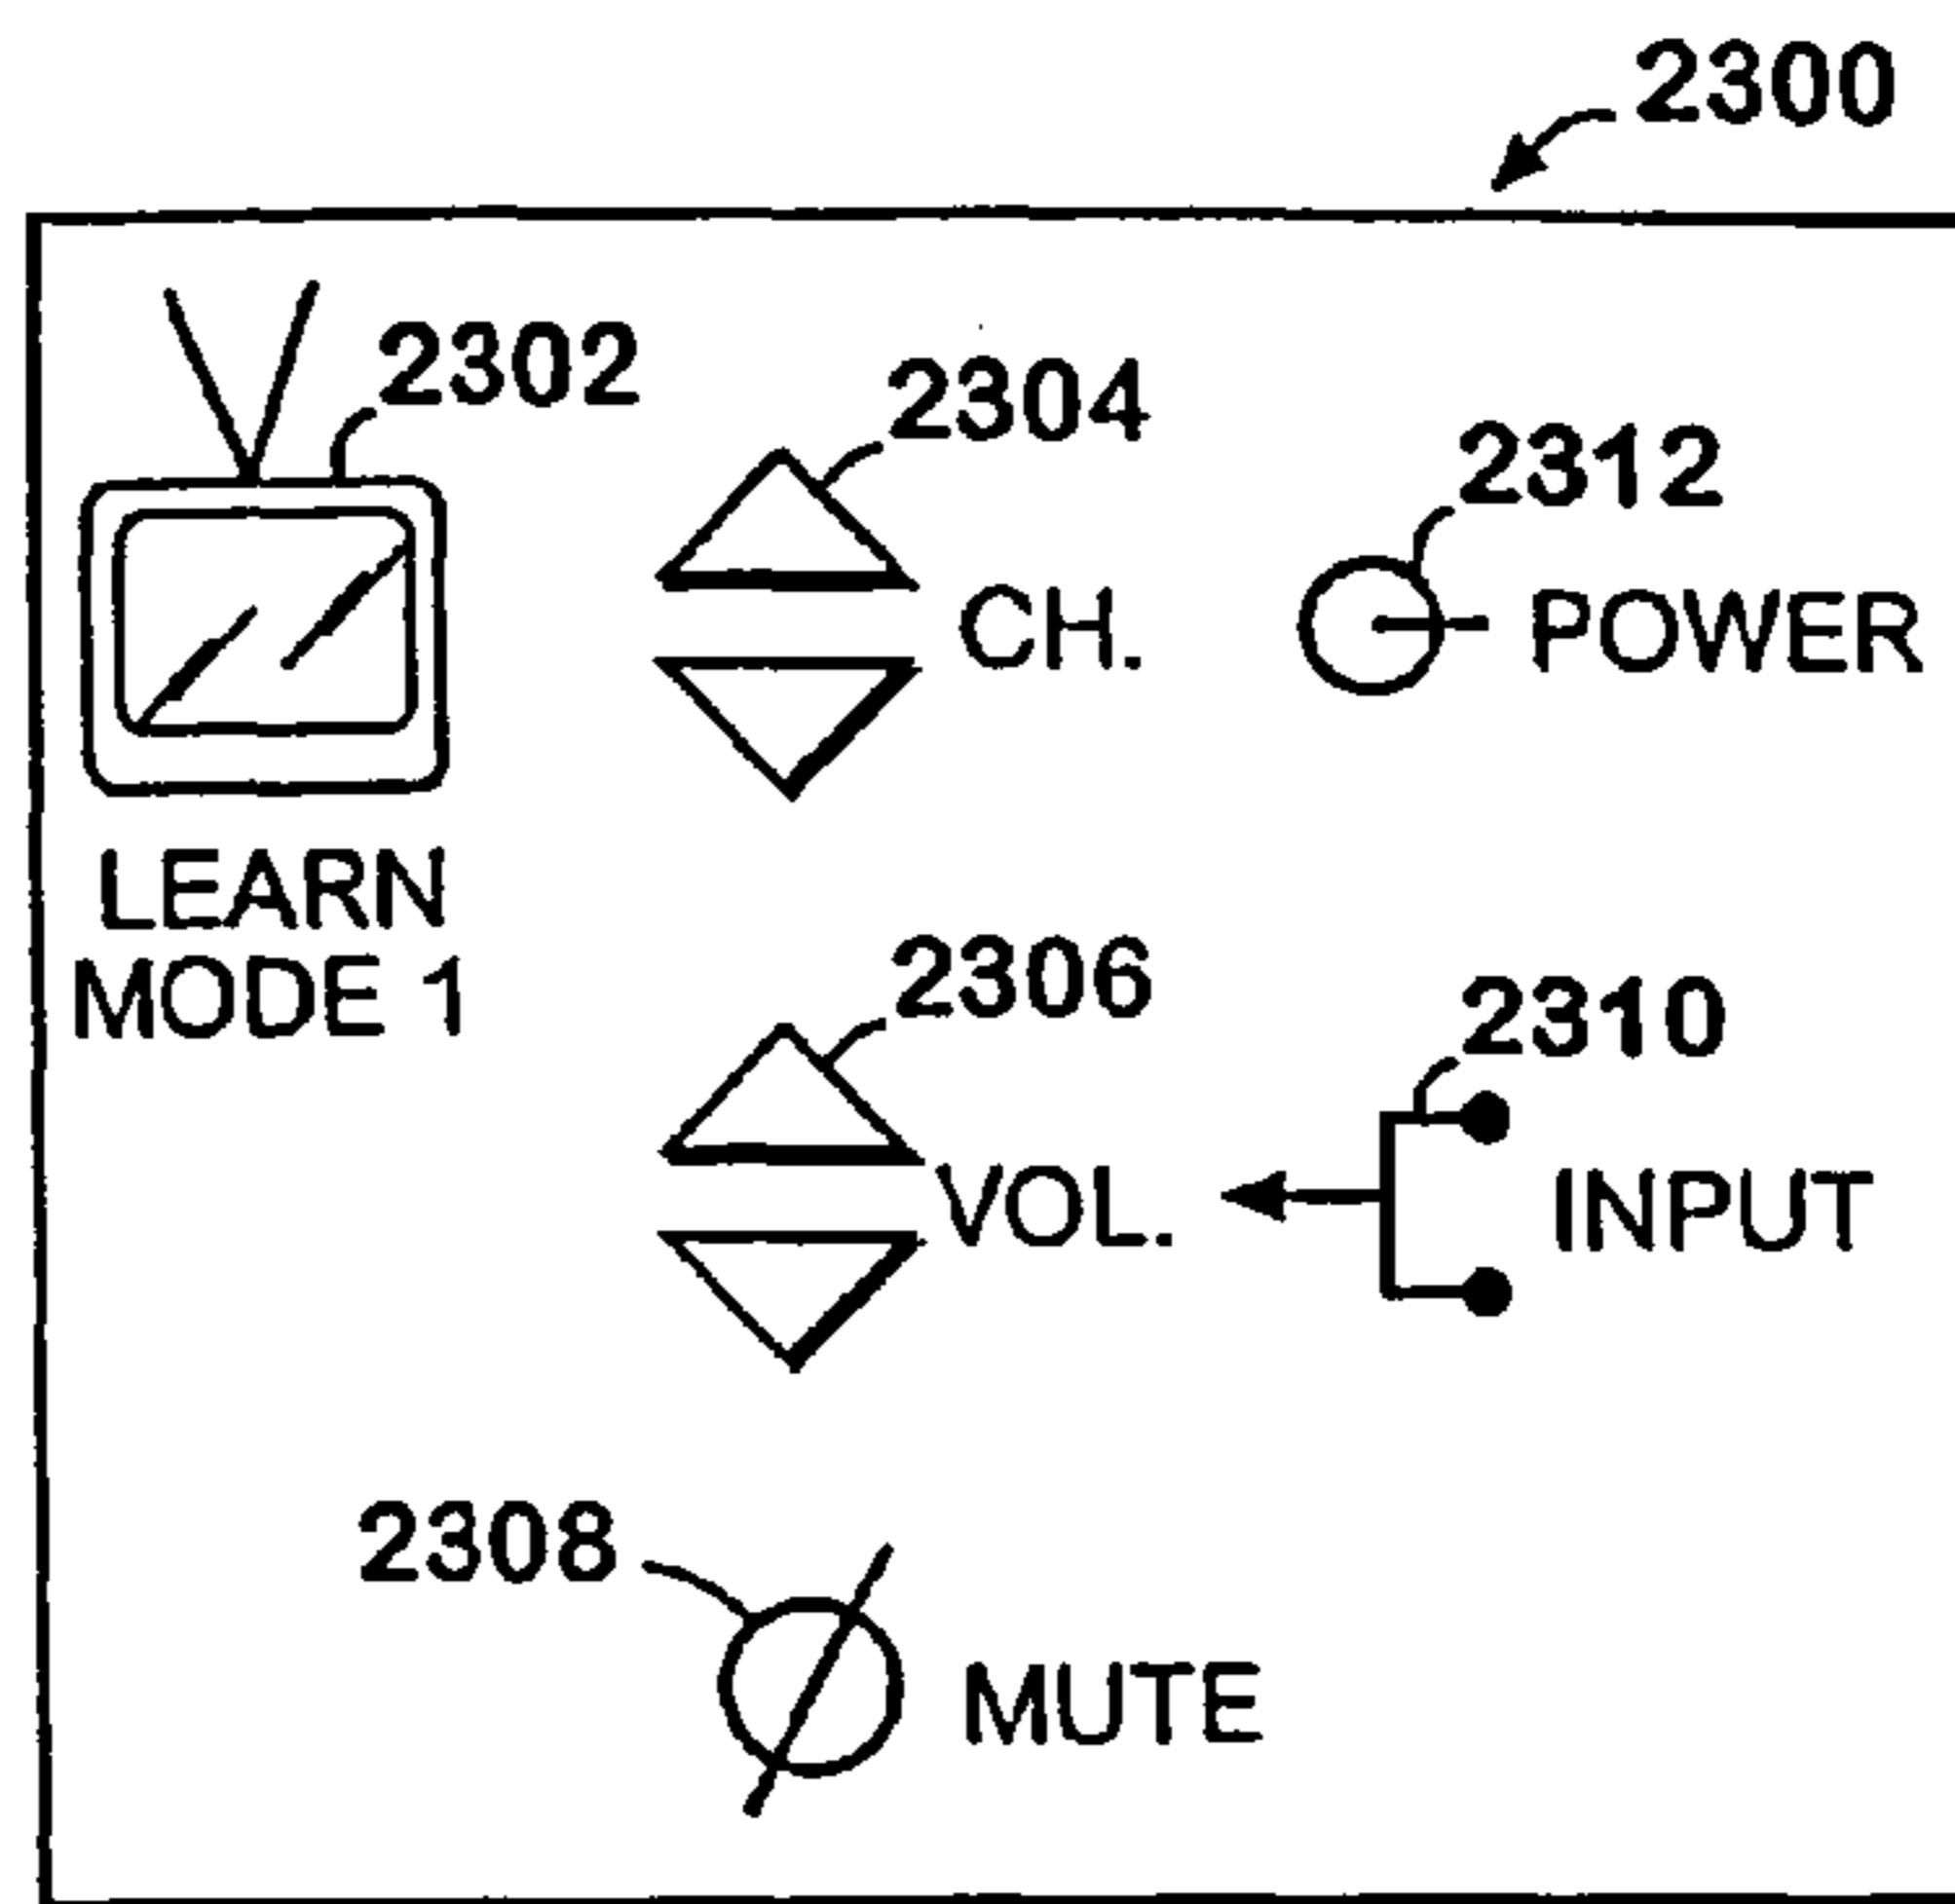 2300
2302
2304
2312
CH.
POWER
LEARN
MODE 1
2306
2310
VOL.
INPUT
2308
MUTE